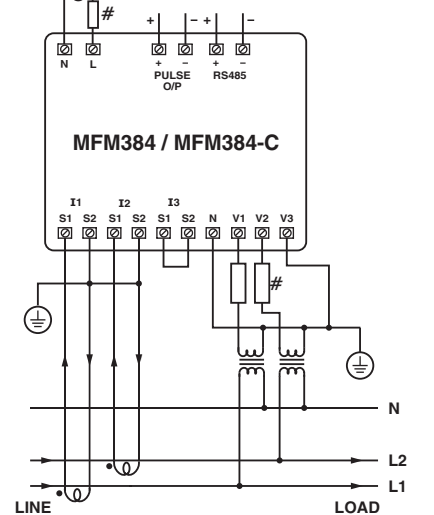 #
+ − + −
N L + − + −
PULSE O/P RS485
MFM384 / MFM384-C
I1 I2 I3
S1 S2 S1 S2 S1 S2 N V1 V2 V3
#
N
L2
L1
LINE LOAD